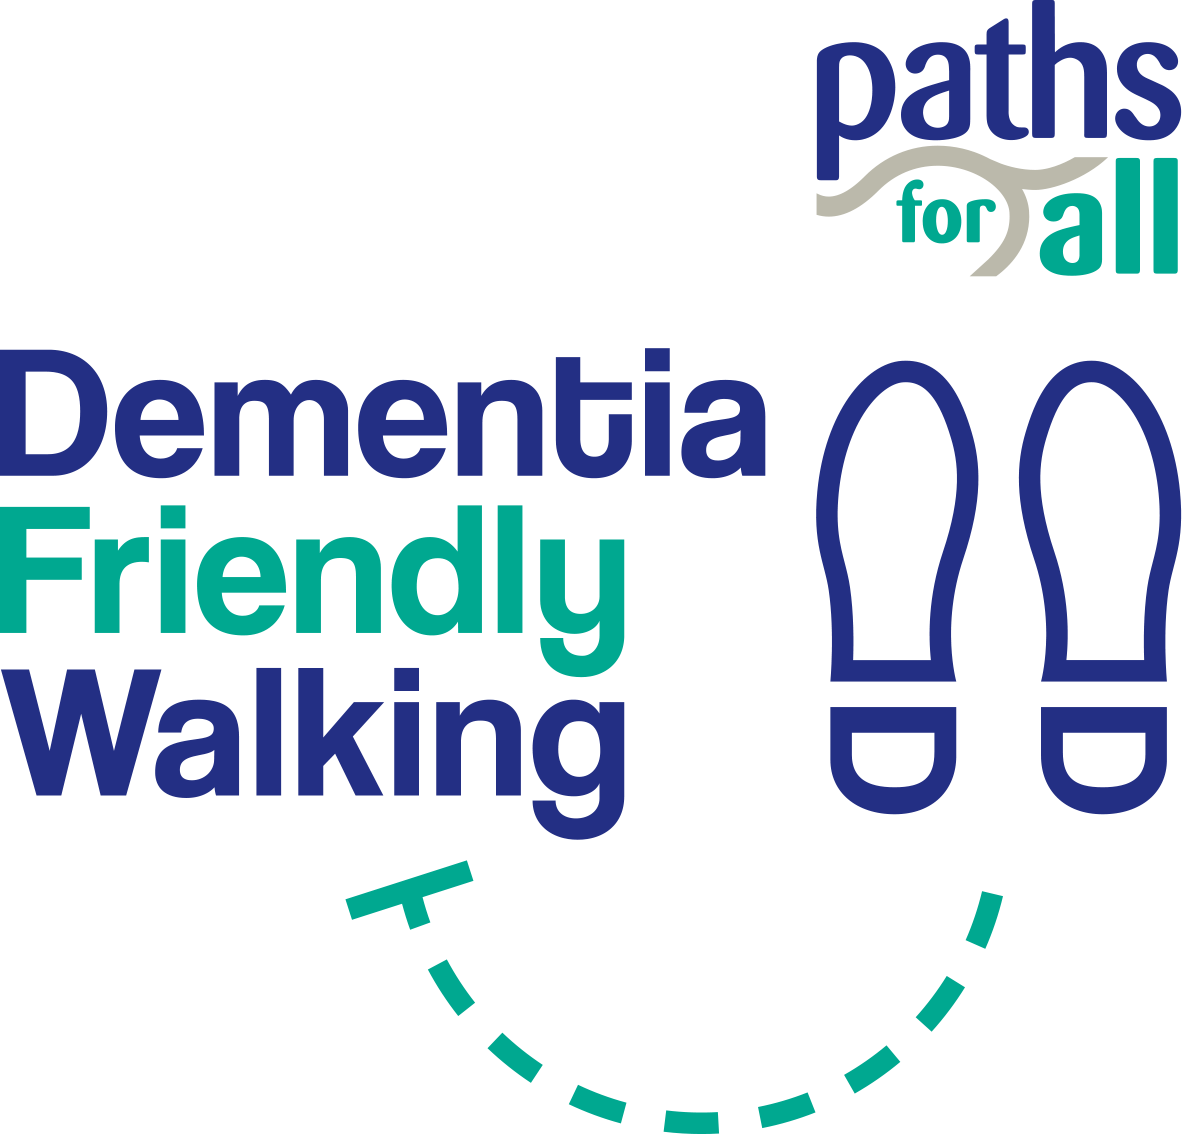 paths
for all
Dementia
Friendly
Walking